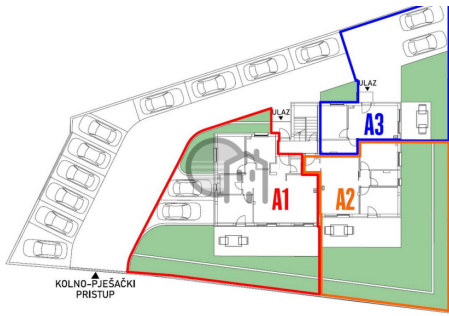 ULAZ
ULAZ
A3
A1
A2
KOLNO-PJEŠAČKI
PRISTUP